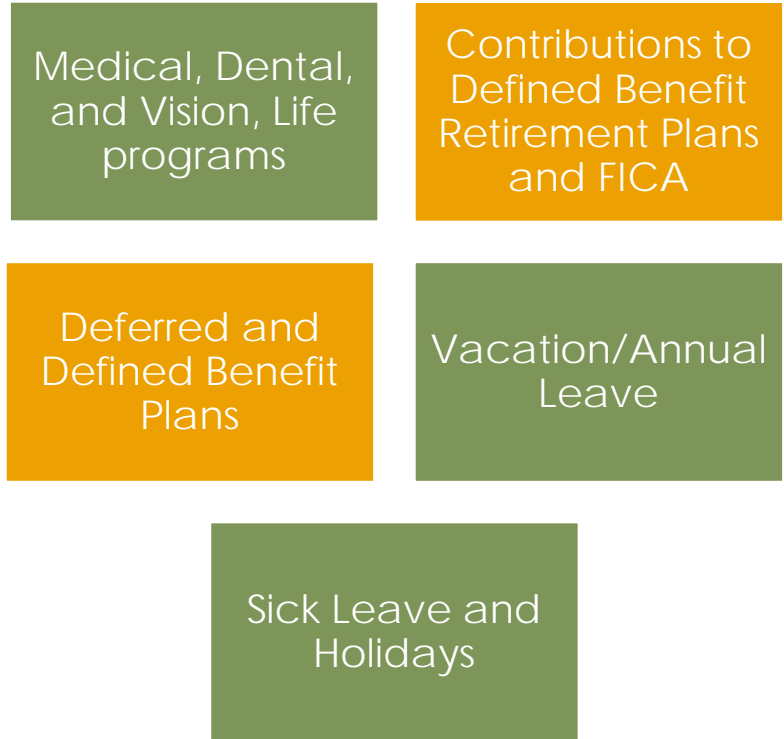 Medical, Dental,
and Vision, Life
programs
Contributions to
Defined Benefit
Retirement Plans
and FICA
Deferred and
Defined Benefit
Plans
Vacation/Annual
Leave
Sick Leave and
Holidays